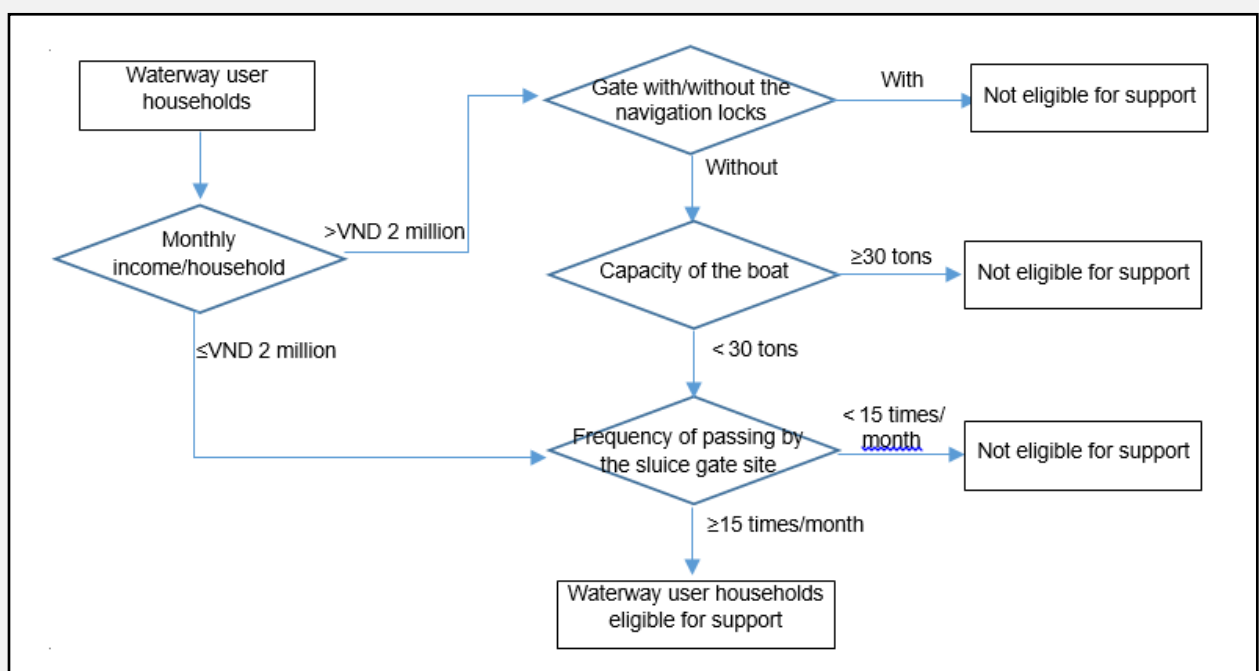 Waterway user
households
Monthly
income/household
>VND 2 million
≤VND 2 million
Gate with/without the
navigation locks
With
Not eligible for support
Without
Capacity of the boat
≥30 tons
Not eligible for support
< 30 tons
Frequency of passing by
the sluice gate site
< 15 times/
month
Not eligible for support
≥15 times/month
Waterway user households
eligible for support